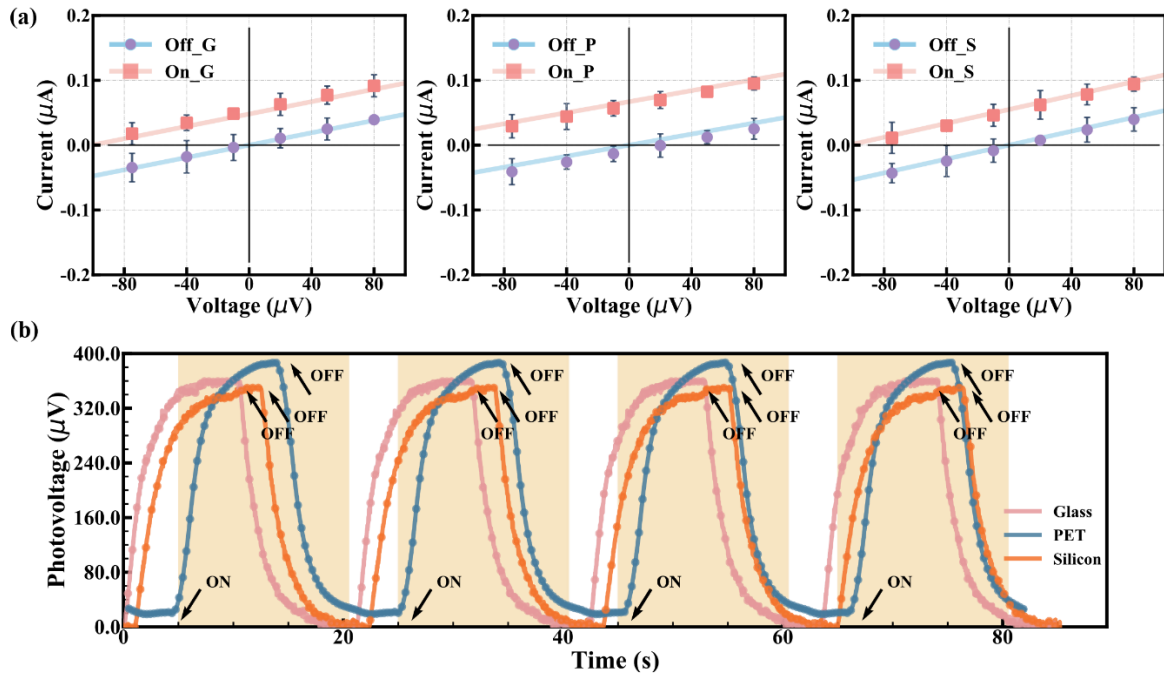 (a)
0.2
0.1
0.0
-0.1
-0.2
Current (μA)
Off_G
On_G
-80 -40 0 40 80
Voltage (μV)
0.2
0.1
0.0
-0.1
-0.2
Current (μA)
Off_P
On_P
-80 -40 0 40 80
Voltage (μV)
0.2
0.1
0.0
-0.1
-0.2
Current (μA)
Off_S
On_S
-80 -40 0 40 80
Voltage (μV)
(b)
400.0
320.0
240.0
160.0
80.0
0.0
Photovoltage (μV)
OFF
OFF
OFF
ON
OFF
OFF
OFF
ON
OFF
OFF
OFF
ON
OFF
OFF
OFF
ON
Glass
PET
Silicon
0 20 40 60 80
Time (s)